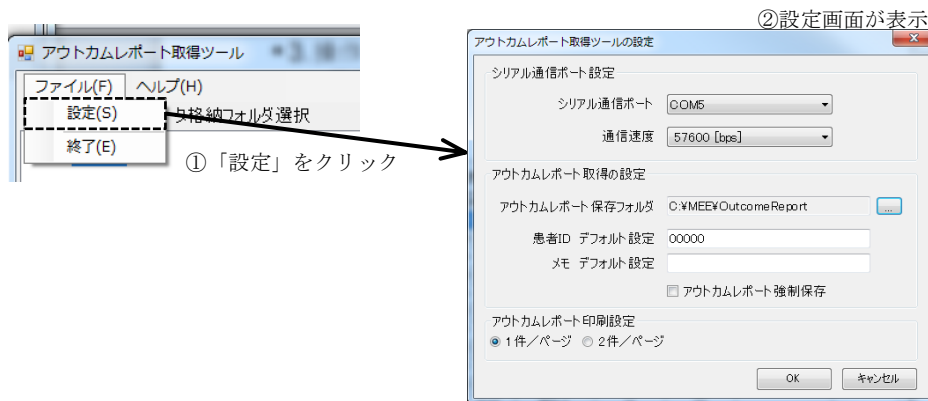 ②設定画面が表示
アウトカムレポート取得ツール
ファイル(F) ヘルプ(H)
設定(S)
タ格納フォルダ選択
終了(E)
①「設定」をクリック
アウトカムレポート取得ツールの設定
シリアル通信ポート設定
シリアル通信ポート COM5
通信速度 57600 [bps]
アウトカムレポート取得の設定
アウトカムレポート保存フォルダ C:¥MEE¥OutcomeReport ...
患者ID デフォルト設定 00000
メモ デフォルト設定
アウトカムレポート強制保存
アウトカムレポート印刷設定
1件/ページ 2件/ページ
OK キャンセル